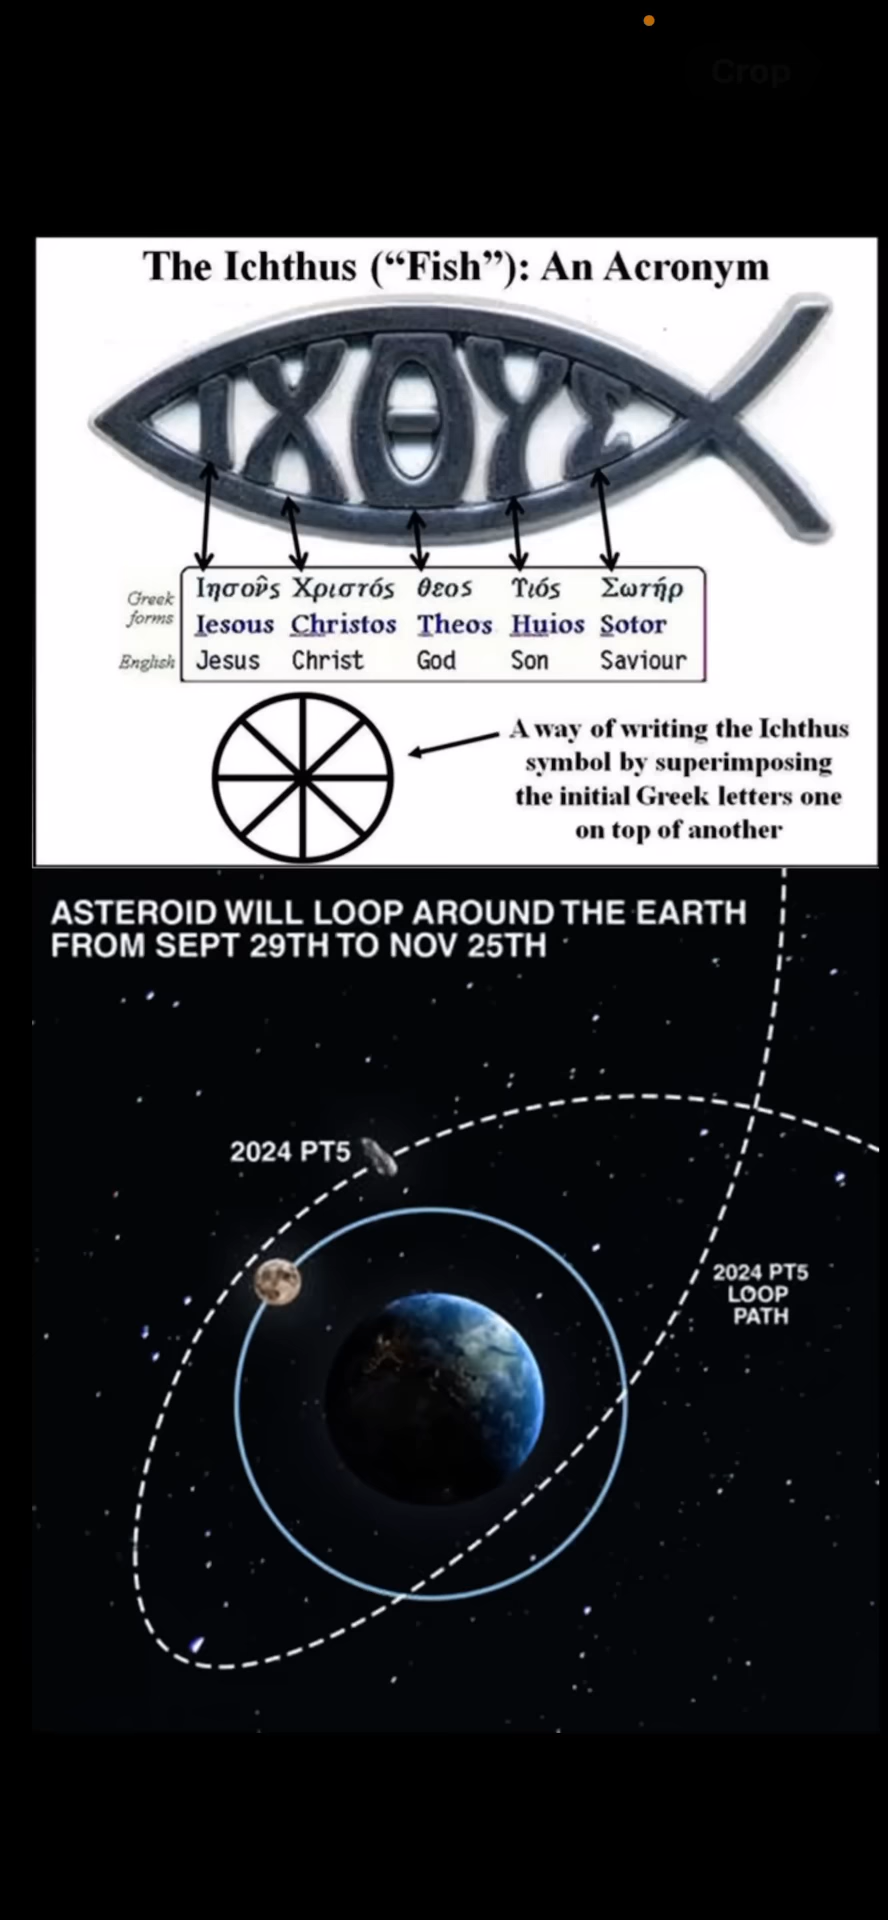 Crop
The Ichthus (“Fish”): An Acronym
ΙΧΘΥΣ
Greek forms
Ιησοῦς Χριστός θεος Υιός Σωτήρ
Iesous Christos Theos Huios Sotor
English
Jesus Christ God Son Saviour
A way of writing the Ichthus
symbol by superimposing
the initial Greek letters one
on top of another
ASTEROID WILL LOOP AROUND THE EARTH
FROM SEPT 29TH TO NOV 25TH
2024 PT5
2024 PT5
LOOP
PATH